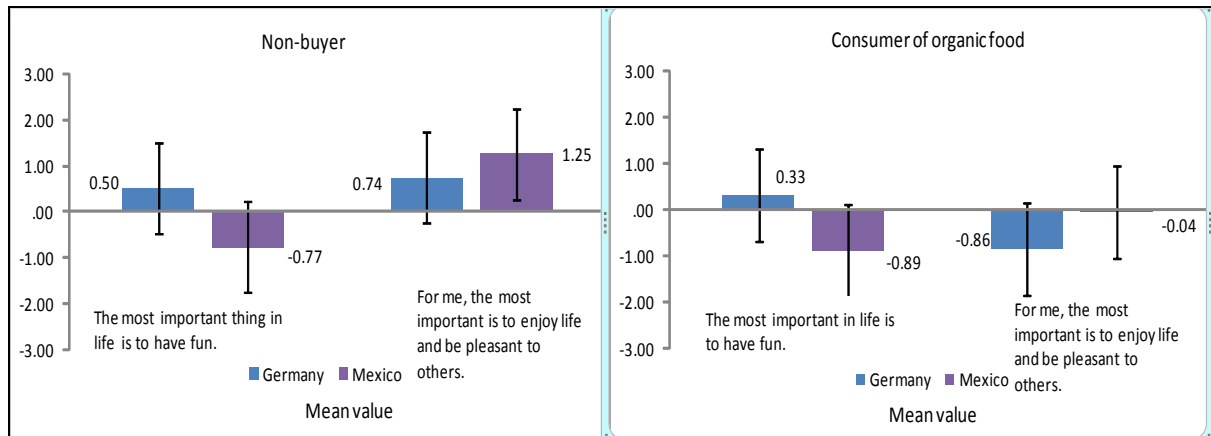 Non-buyer
3.00
2.00
1.00
.00
-1.00
-2.00
-3.00
0.50
-0.77
0.74
1.25
The most important thing in
life is to have fun.
For me, the most
important is to enjoy life
and be pleasant to
others.
Germany Mexico
Mean value
Consumer of organic food
3.00
2.00
1.00
.00
-1.00
-2.00
-3.00
0.33
-0.89
-0.86
-0.04
The most important in life is
to have fun.
For me, the most
important is to enjoy life
and be pleasant to
others.
Germany Mexico
Mean value